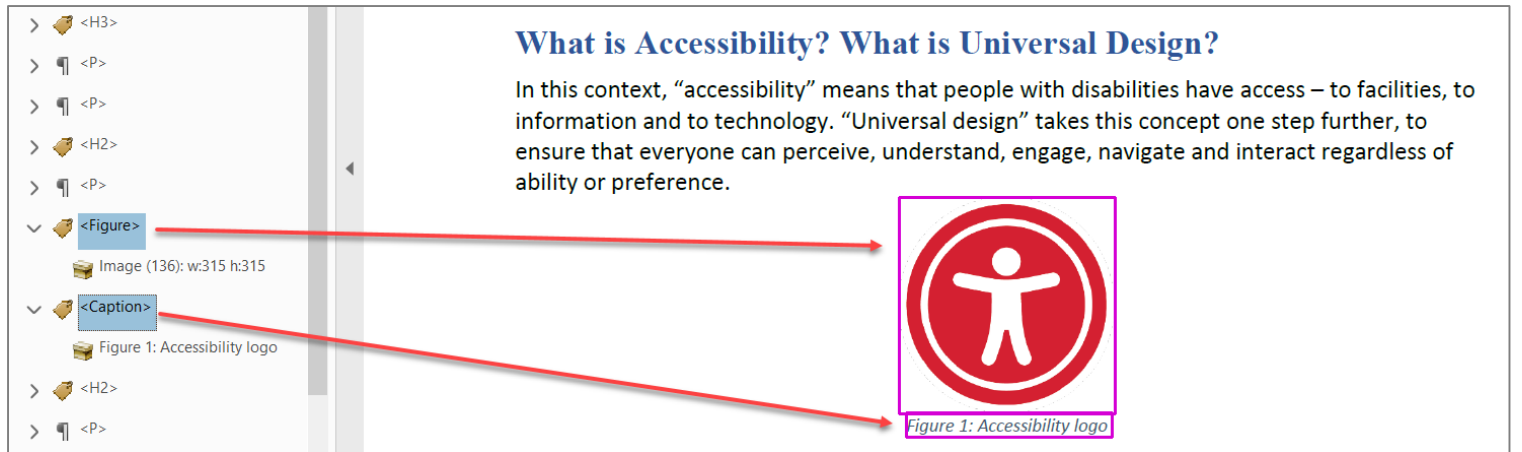 <H3>
<P>
<P>
<H2>
<P>
<Figure>
Image (136): w:315 h:315
<Caption>
Figure 1: Accessibility logo
<H2>
<P>
What is Accessibility? What is Universal Design?
In this context, “accessibility” means that people with disabilities have access – to facilities, to
information and to technology. “Universal design” takes this concept one step further, to
ensure that everyone can perceive, understand, engage, navigate and interact regardless of
ability or preference.
Figure 1: Accessibility logo